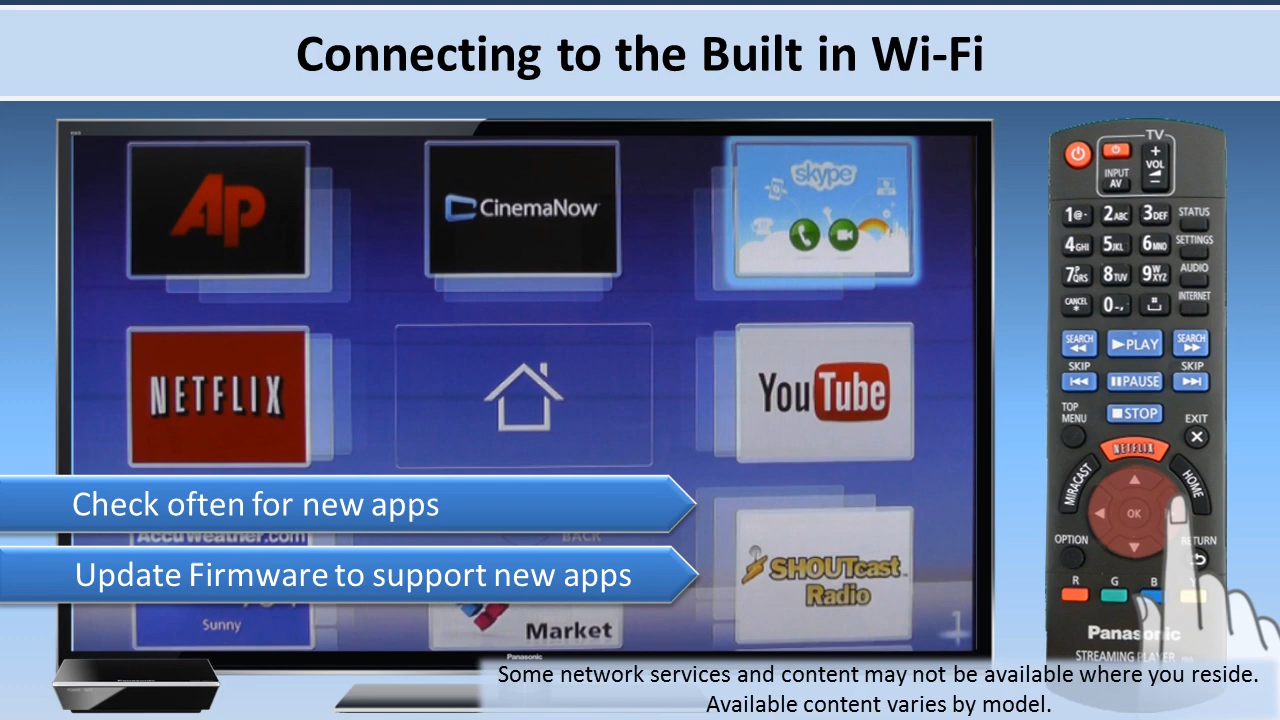 Connecting to the Built in Wi-Fi
AP
CinemaNow
skype
NETFLIX
YouTube
Check often for new apps
AccuWeather.com
BACK
Update Firmware to support new apps
SHOUTcast
Radio
Sunny
Market
1
Panasonic
Panasonic
TV
+
VOL
-
INPUT
AV
1@. 2ABC 3DEF STATUS
4GHI 5JKL 6MNO SETTINGS
7PQRS 8TUV 9WXYZ AUDIO
CANCEL
* 0-, INTERNET
SEARCH PLAY SEARCH
SKIP PAUSE SKIP
TOP
MENU
STOP
EXIT
NETFLIX
MIRACAST
HOME
OK
OPTION
RETURN
R G B Y
Panasonic
STREAMING PLAYER
Some network services and content may not be available where you reside.
Available content varies by model.